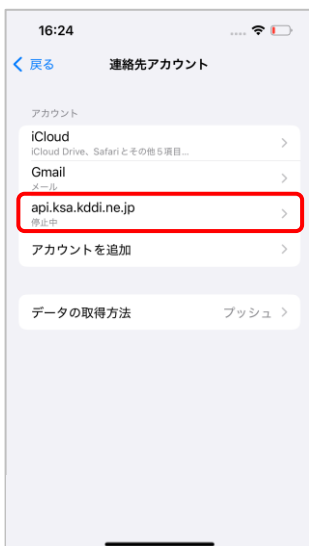 16:24
戻る 連絡先アカウント
アカウント
iCloud
iCloud Drive、Safariとその他5項目...
Gmail
メール
api.ksa.kddi.ne.jp
停止中
アカウントを追加
データの取得方法 プッシュ